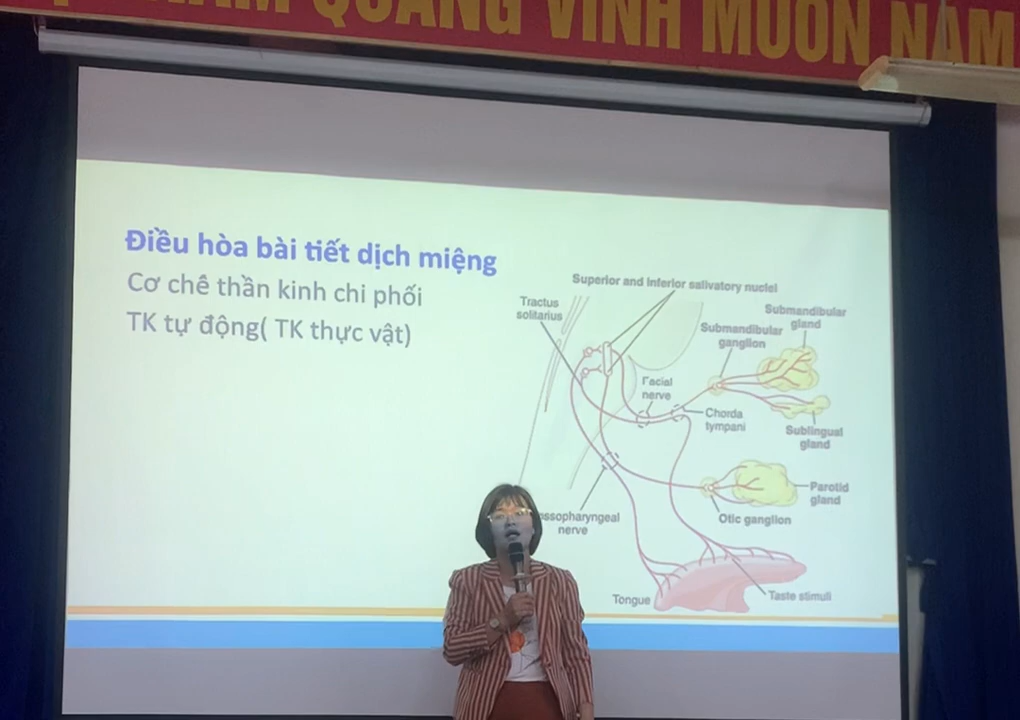 NĂM QUANG VINH MUÔN NĂM
Điều hòa bài tiết dịch miệng
Cơ chế thần kinh chi phối
TK tự động( TK thực vật)
Superior and inferior salivatory nuclei
Tractus
solitarius
Submandibular
gland
Submandibular
ganglion
Facial
nerve
Chorda
tympani
Sublingual
gland
Parotid
gland
Otic ganglion
ssopharyngeal
nerve
Tongue
Taste stimuli